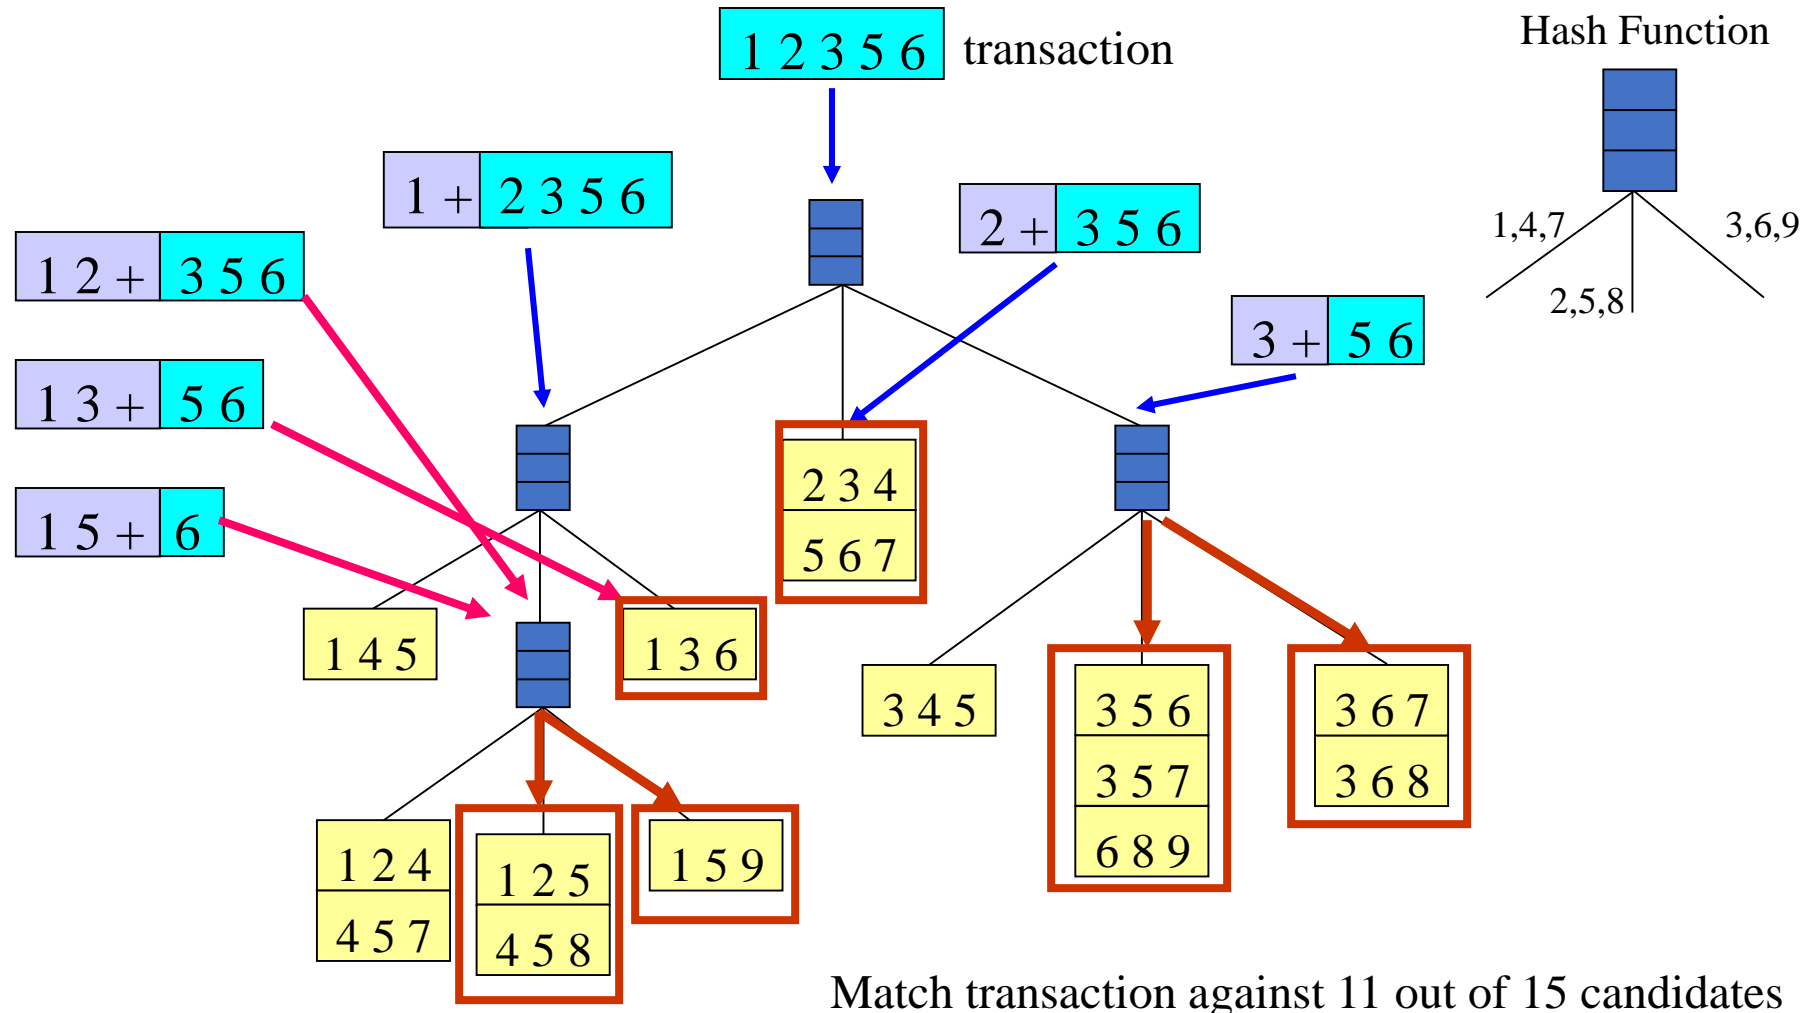 1 2 3 5 6 transaction
Hash Function
1,4,7
2,5,8
3,6,9
1 + 2 3 5 6
2 + 3 5 6
3 + 5 6
1 2 + 3 5 6
1 3 + 5 6
1 5 + 6
2 3 4
5 6 7
1 4 5
1 3 6
3 4 5
3 5 6
3 5 7
6 8 9
3 6 7
3 6 8
1 2 4
4 5 7
1 2 5
4 5 8
1 5 9
Match transaction against 11 out of 15 candidates